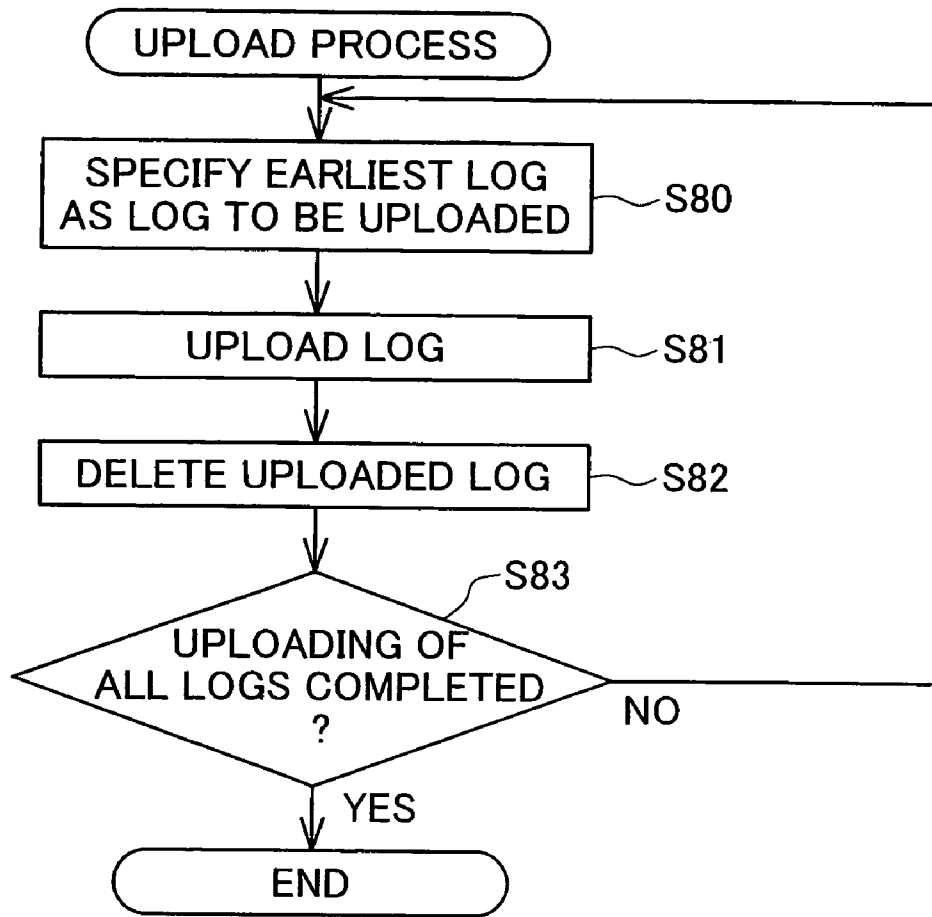 UPLOAD PROCESS
SPECIFY EARLIEST LOG
AS LOG TO BE UPLOADED
S80
UPLOAD LOG
S81
DELETE UPLOADED LOG
S82
S83
UPLOADING OF
ALL LOGS COMPLETED
?
NO
YES
END